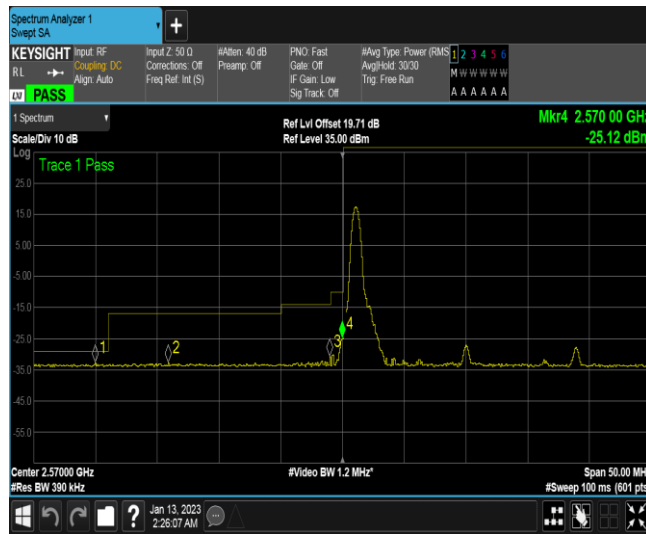 Spectrum Analyzer 1
Swept SA
KEYSIGHT
RL
LXI PASS
Input: RF
Coupling: DC
Align: Auto
Input Z: 50 Ω
Corrections: Off
Freq Ref: Int (S)
#Atten: 40 dB
Preamp: Off
PNO: Fast
Gate: Off
IF Gain: Low
Sig Track: Off
#Avg Type: Power (RMS
Avg|Hold: 30/30
Trig: Free Run
1 2 3 4 5 6
M W W W W W
A A A A A A
1 Spectrum
Scale/Div 10 dB
Log
Ref Lvl Offset 19.71 dB
Ref Level 35.00 dBm
Mkr4 2.570 00 GHz
-25.12 dBm
Trace 1 Pass
25.0
15.0
5.00
-5.00
-15.0
-25.0
-35.0
-45.0
-55.0
1
2
3
4
Center 2.57000 GHz
#Res BW 390 kHz
#Video BW 1.2 MHz*
Span 50.00 MH
#Sweep 100 ms (601 pts
?
Jan 13, 2023
2:26:07 AM